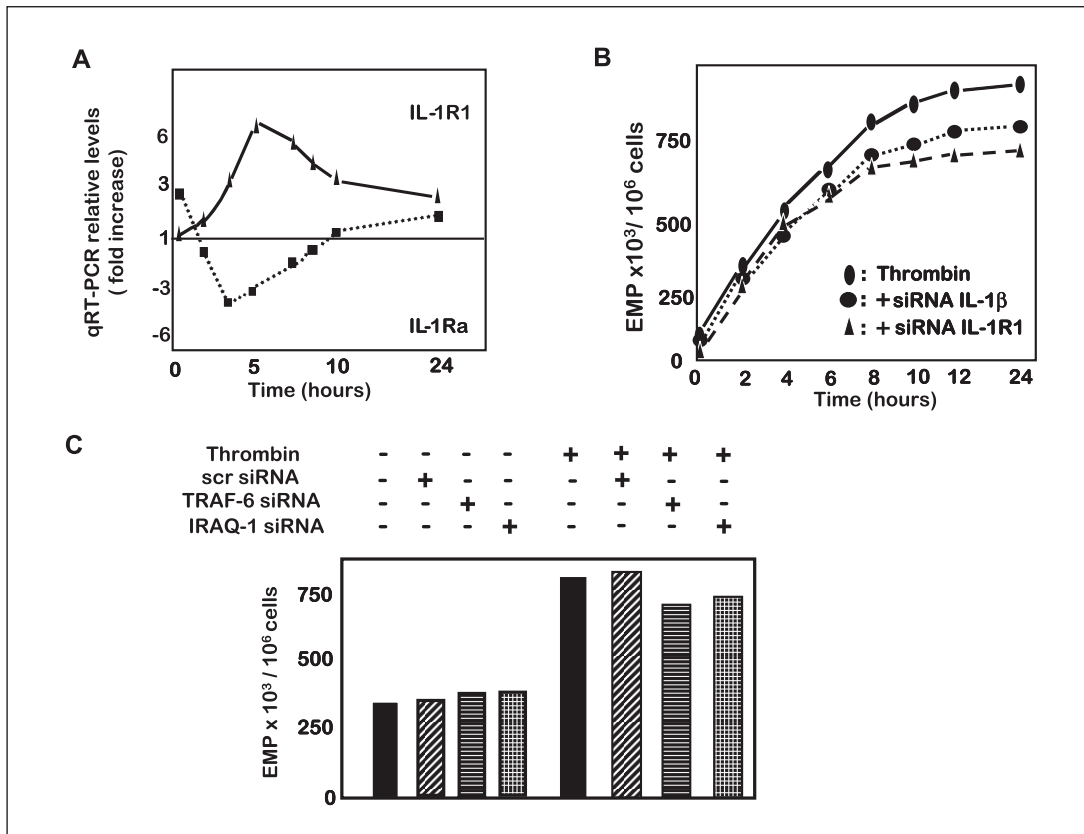 A
qRT-PCR relative levels
( fold increase)
6
3
1
-3
-6
IL-1R1
IL-1Ra
0 5 10 24
Time (hours)
B
EMP x10³/ 10⁶ cells
750
500
250
0
: Thrombin
: +siRNA IL-1β
: +siRNA IL-1R1
0 2 4 6 8 10 12 24
Time (hours)
C
Thrombin - - - - + + + +
scr siRNA - + - - - + - -
TRAF-6 siRNA - - + - - - + -
IRAQ-1 siRNA - - - + - - - +
EMP x 10³ / 10⁶ cells
750
500
250
0